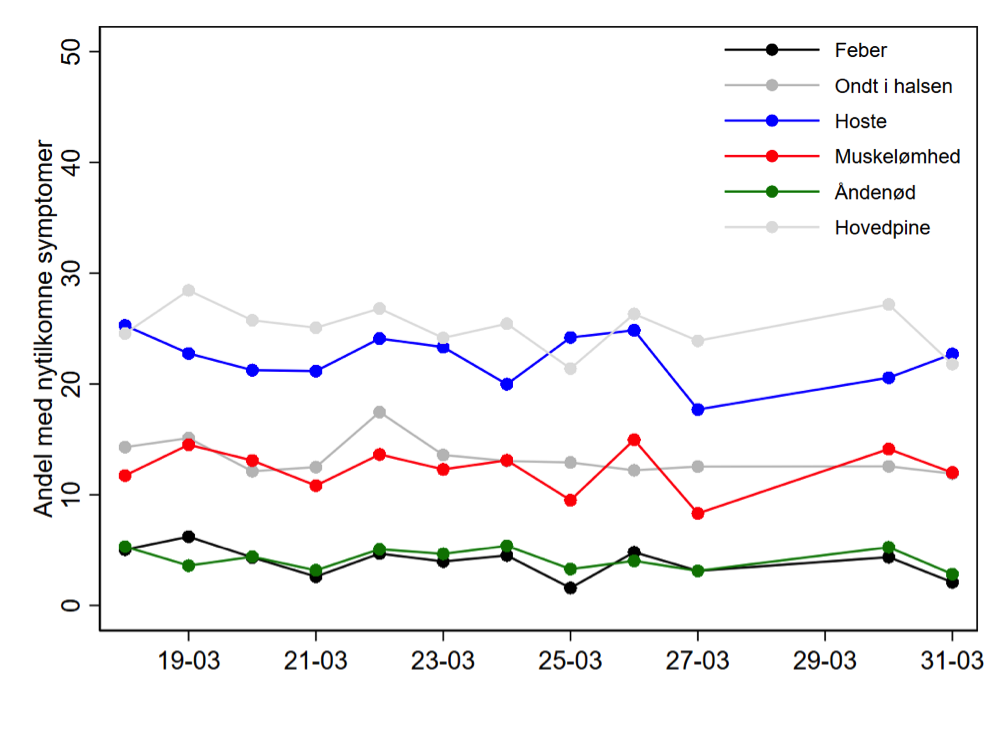 Andel med nytilkomne symptomer
50
40
30
20
10
0
Feber
Ondt i halsen
Hoste
Muskelømhed
Åndenød
Hovedpine
19-03 21-03 23-03 25-03 27-03 29-03 31-03